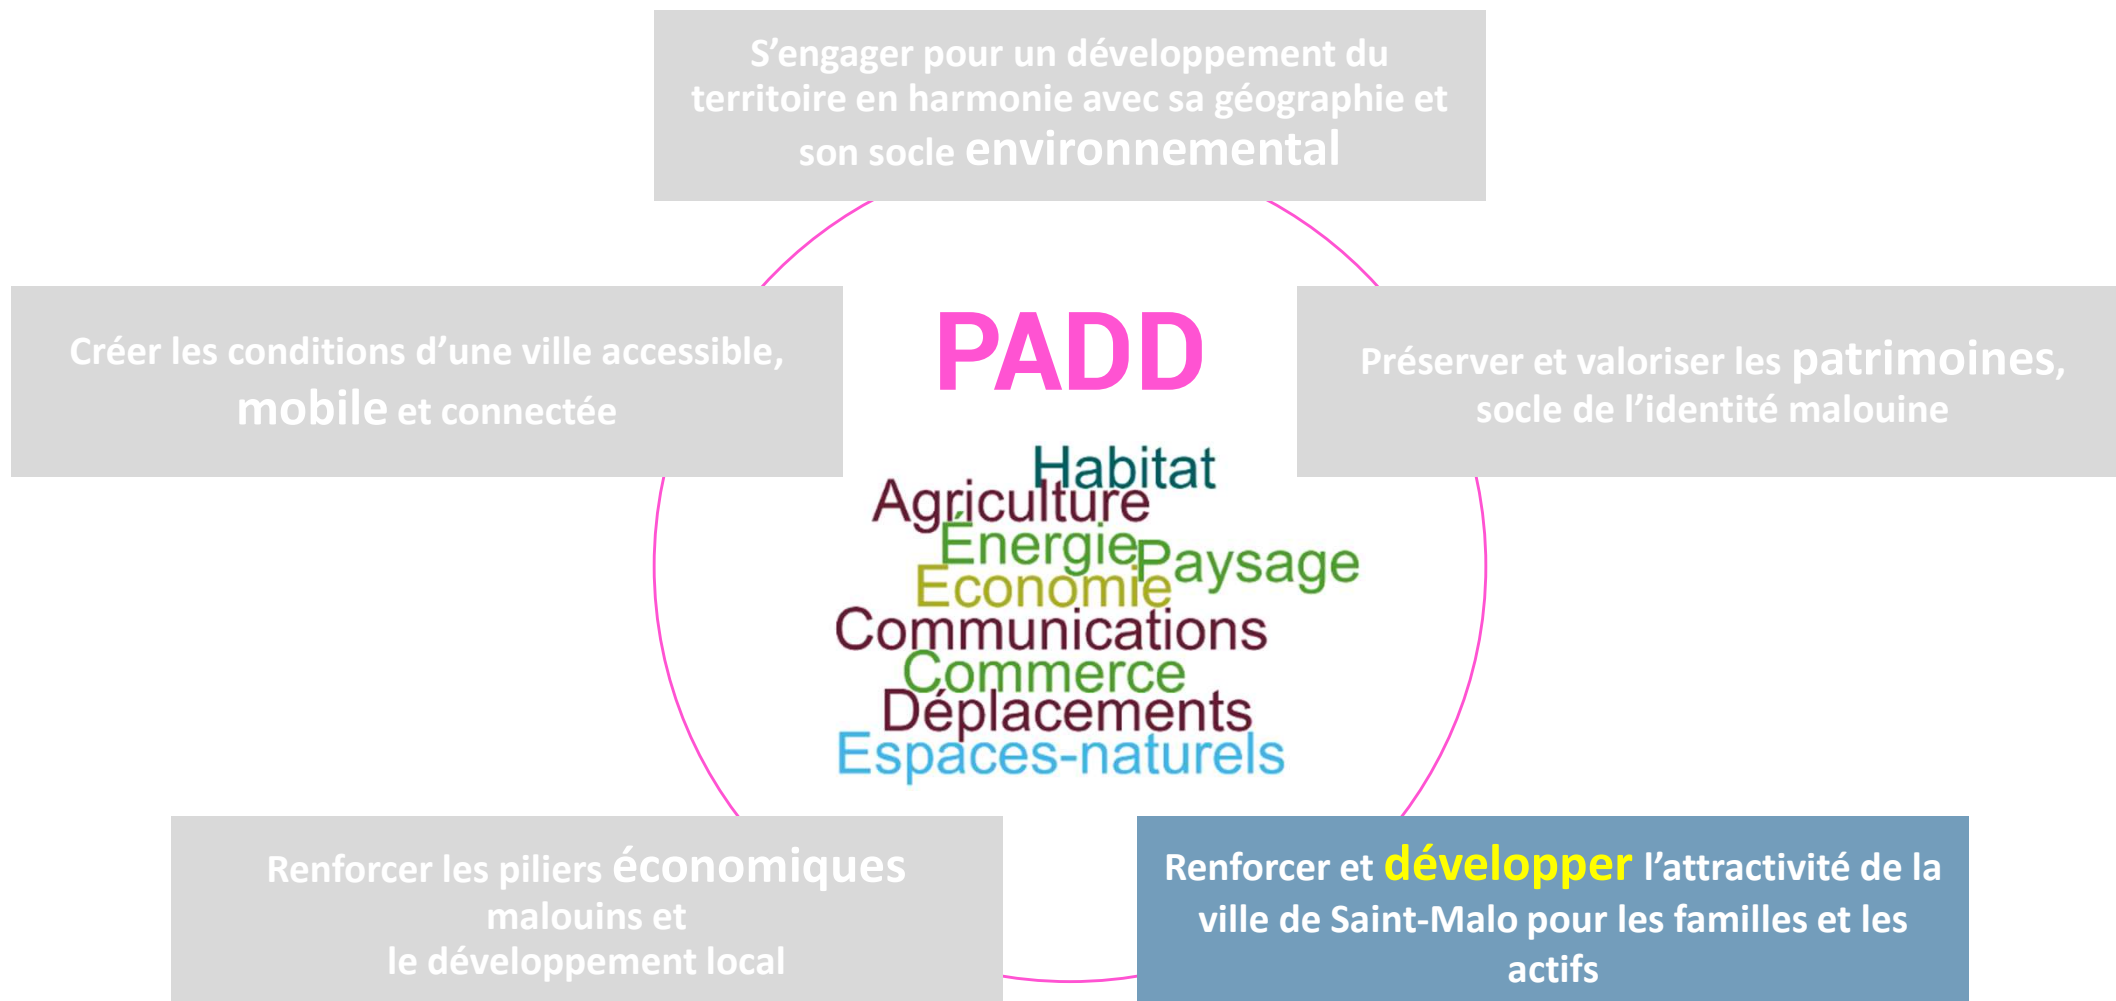 S’engager pour un développement du
territoire en harmonie avec sa géographie et
son socle environnemental
Créer les conditions d’une ville accessible,
mobile et connectée
PADD
Préserver et valoriser les patrimoines,
socle de l’identité malouine
Habitat
Agriculture
Énergie
Paysage
Economie
Communications
Commerce
Déplacements
Espaces-naturels
Renforcer les piliers économiques
malouins et
le développement local
Renforcer et développer l’attractivité de la
ville de Saint-Malo pour les familles et les
actifs